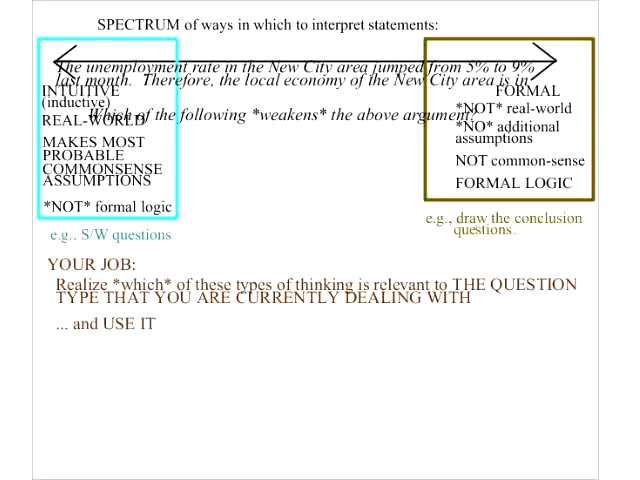 SPECTRUM of ways in which to interpret statements:
The unemployment rate in the New City area jumped from 5% to 9%
last month. Therefore, the local economy of the New City area is in
Which of the following *weakens* the above argument?
INTUITIVE
(inductive)
REAL-WORLD
MAKES MOST
PROBABLE
COMMONSENSE
ASSUMPTIONS
*NOT* formal logic
e.g., S/W questions
FORMAL
*NOT* real-world
*NO* additional
assumptions
NOT common-sense
FORMAL LOGIC
e.g., draw the conclusion
questions.
YOUR JOB:
Realize *which* of these types of thinking is relevant to THE QUESTION
TYPE THAT YOU ARE CURRENTLY DEALING WITH
... and USE IT